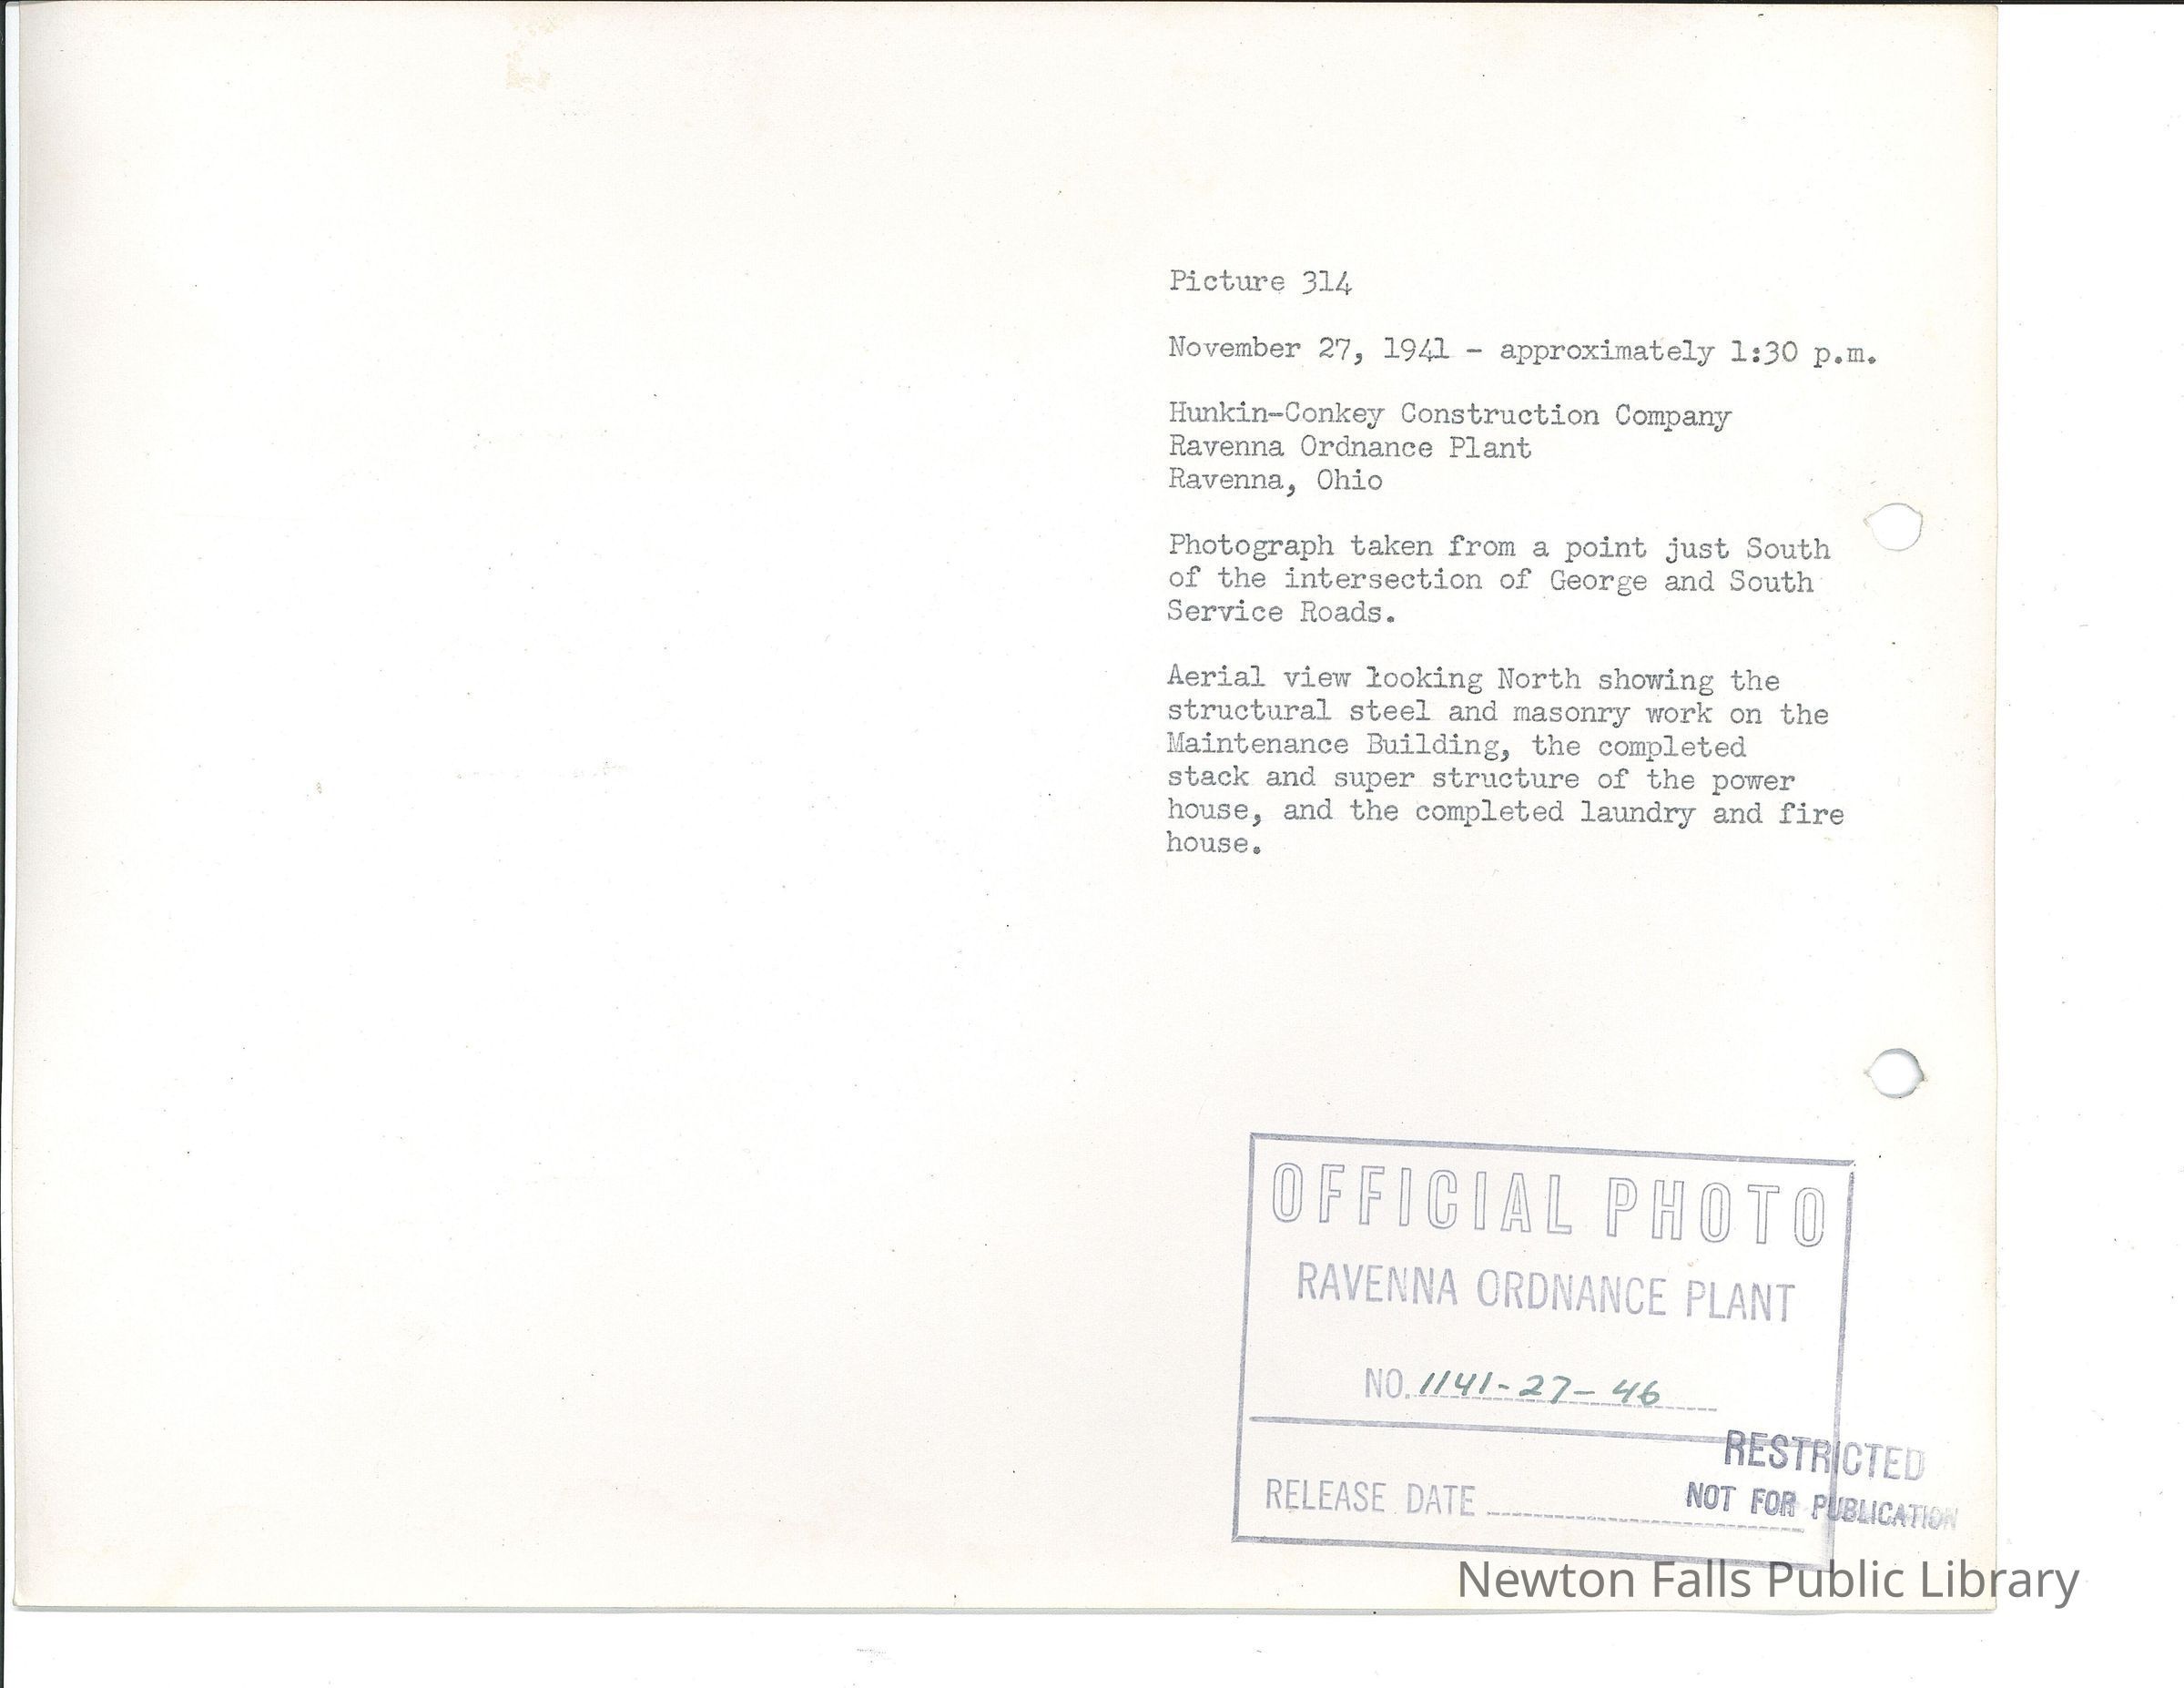 Picture 314
November 27, 1941 - approximately 1:30 p.m.
Hunkin-Conkey Construction Company
Ravenna Ordnance Plant
Ravenna, Ohio
Photograph taken from a point just South
of the intersection of George and South
Service Roads.
Aerial view looking North showing the
structural steel and masonry work on the
Maintenance Building, the completed
stack and super structure of the power
house, and the completed laundry and fire
house.
OFFICIAL PHOTO
RAVENNA ORDNANCE PLANT
NO. 1141-27-46
RESTRICTED
RELEASE DATE
NOT FOR PUBLICATION
Newton Falls Public Library